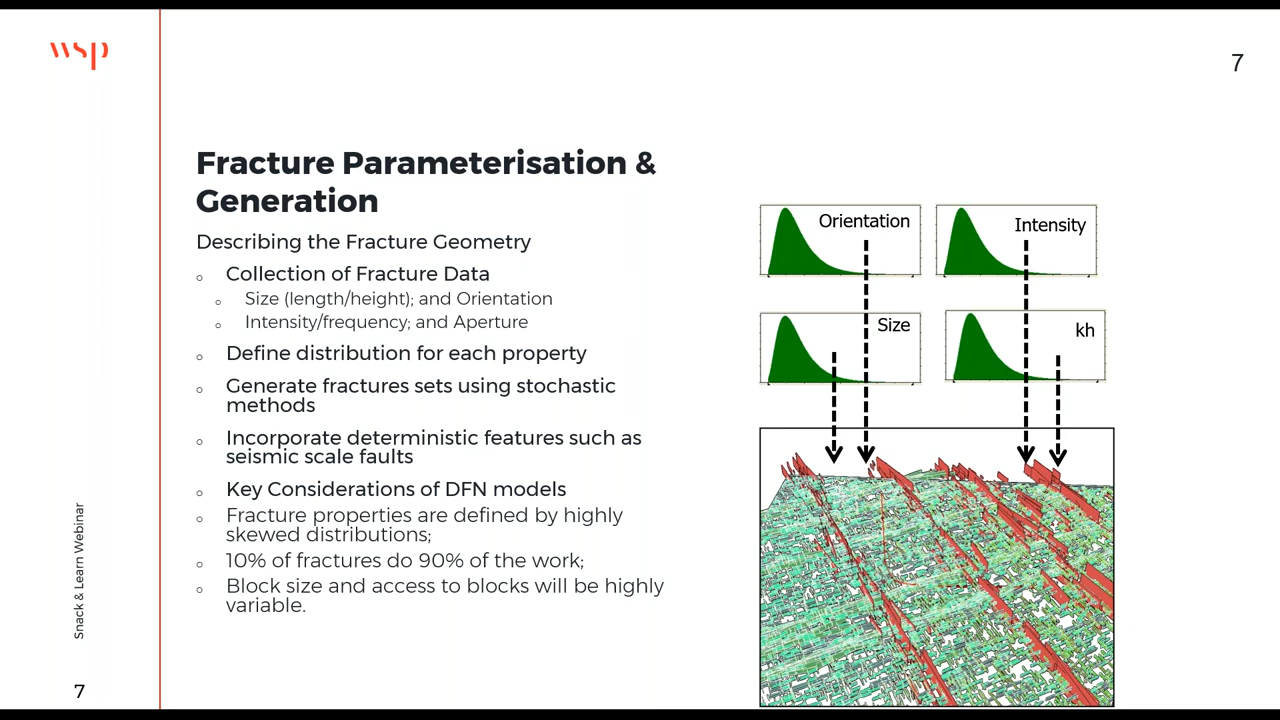 wsp
7
Fracture Parameterisation &
Generation
Describing the Fracture Geometry
Collection of Fracture Data
Size (length/height); and Orientation
Intensity/frequency; and Aperture
Define distribution for each property
Generate fractures sets using stochastic
methods
Incorporate deterministic features such as
seismic scale faults
Key Considerations of DFN models
Fracture properties are defined by highly
skewed distributions;
10% of fractures do 90% of the work;
Block size and access to blocks will be highly
variable.
Orientation
Intensity
Size
kh
Snack & Learn Webinar
7